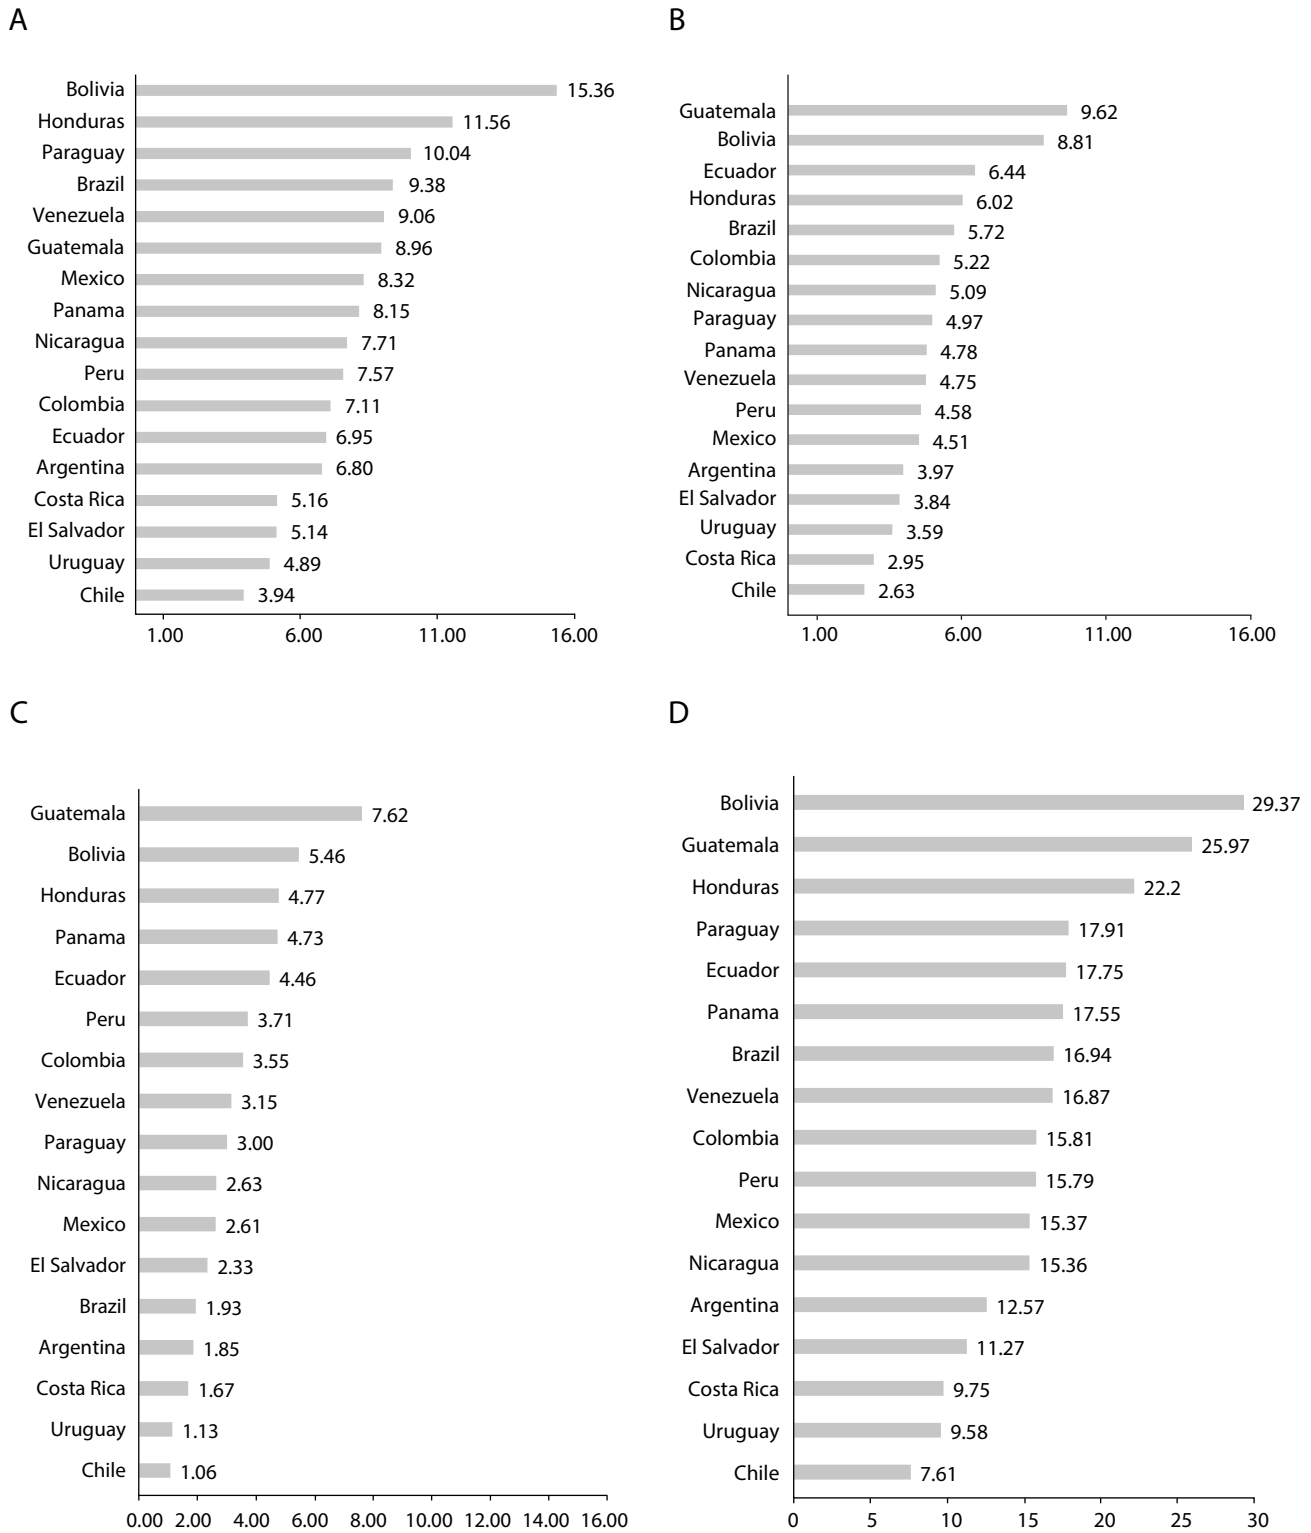 A
Bolivia 15.36
Honduras 11.56
Paraguay 10.04
Brazil 9.38
Venezuela 9.06
Guatemala 8.96
Mexico 8.32
Panama 8.15
Nicaragua 7.71
Peru 7.57
Colombia 7.11
Ecuador 6.95
Argentina 6.80
Costa Rica 5.16
El Salvador 5.14
Uruguay 4.89
Chile 3.94
1.00 6.00 11.00 16.00
B
Guatemala 9.62
Bolivia 8.81
Ecuador 6.44
Honduras 6.02
Brazil 5.72
Colombia 5.22
Nicaragua 5.09
Paraguay 4.97
Panama 4.78
Venezuela 4.75
Peru 4.58
Mexico 4.51
Argentina 3.97
El Salvador 3.84
Uruguay 3.59
Costa Rica 2.95
Chile 2.63
1.00 6.00 11.00 16.00
C
Guatemala 7.62
Bolivia 5.46
Honduras 4.77
Panama 4.73
Ecuador 4.46
Peru 3.71
Colombia 3.55
Venezuela 3.15
Paraguay 3.00
Nicaragua 2.63
Mexico 2.61
El Salvador 2.33
Brazil 1.93
Argentina 1.85
Costa Rica 1.67
Uruguay 1.13
Chile 1.06
0.00 2.00 4.00 6.00 8.00 10.00 12.00 14.00 16.00
D
Bolivia 29.37
Guatemala 25.97
Honduras 22.2
Paraguay 17.91
Ecuador 17.75
Panama 17.55
Brazil 16.94
Venezuela 16.87
Colombia 15.81
Peru 15.79
Mexico 15.37
Nicaragua 15.36
Argentina 12.57
El Salvador 11.27
Costa Rica 9.75
Uruguay 9.58
Chile 7.61
0 5 10 15 20 25 30